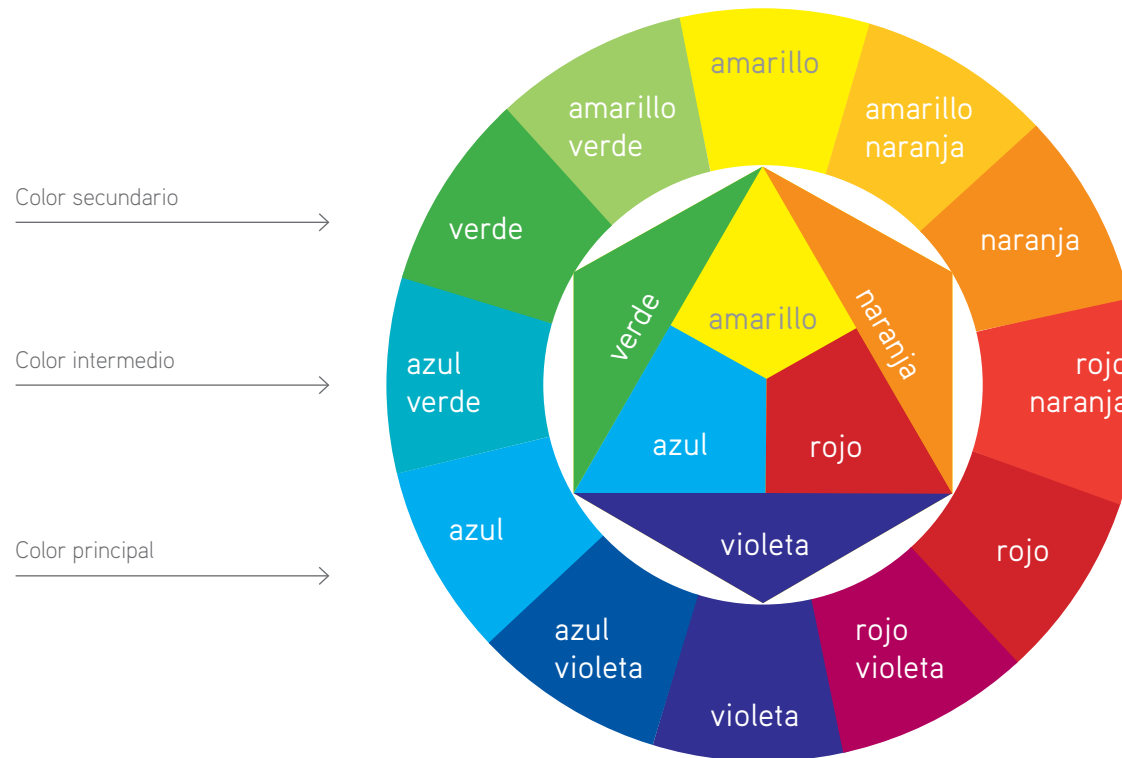 Color secundario
Color intermedio
Color principal
amarillo
amarillo
naranja
naranja
rojo
naranja
rojo
rojo
violeta
violeta
azul
violeta
azul
azul
verde
verde
amarillo
verde
verde
amarillo
naranja
azul
rojo
violeta